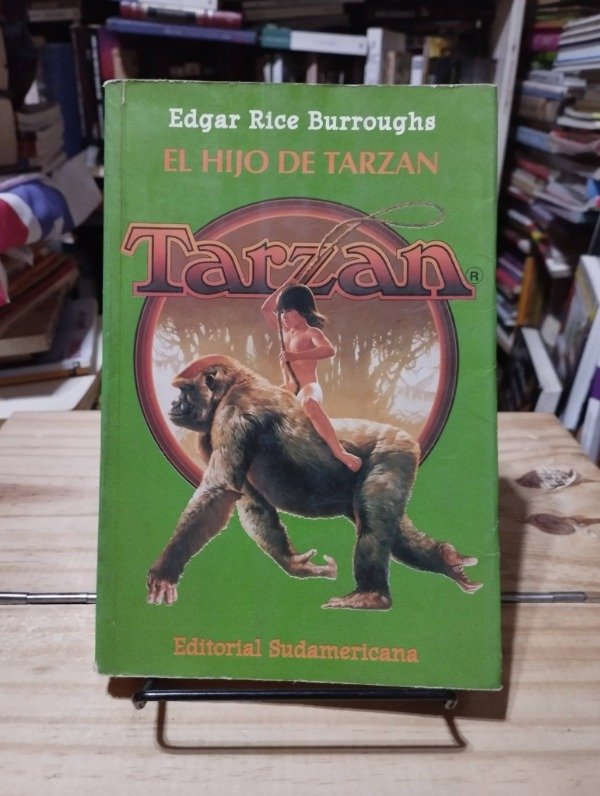 Edgar Rice Burroughs
EL HIJO DE TARZAN
Tarzan®
Editorial Sudamericana